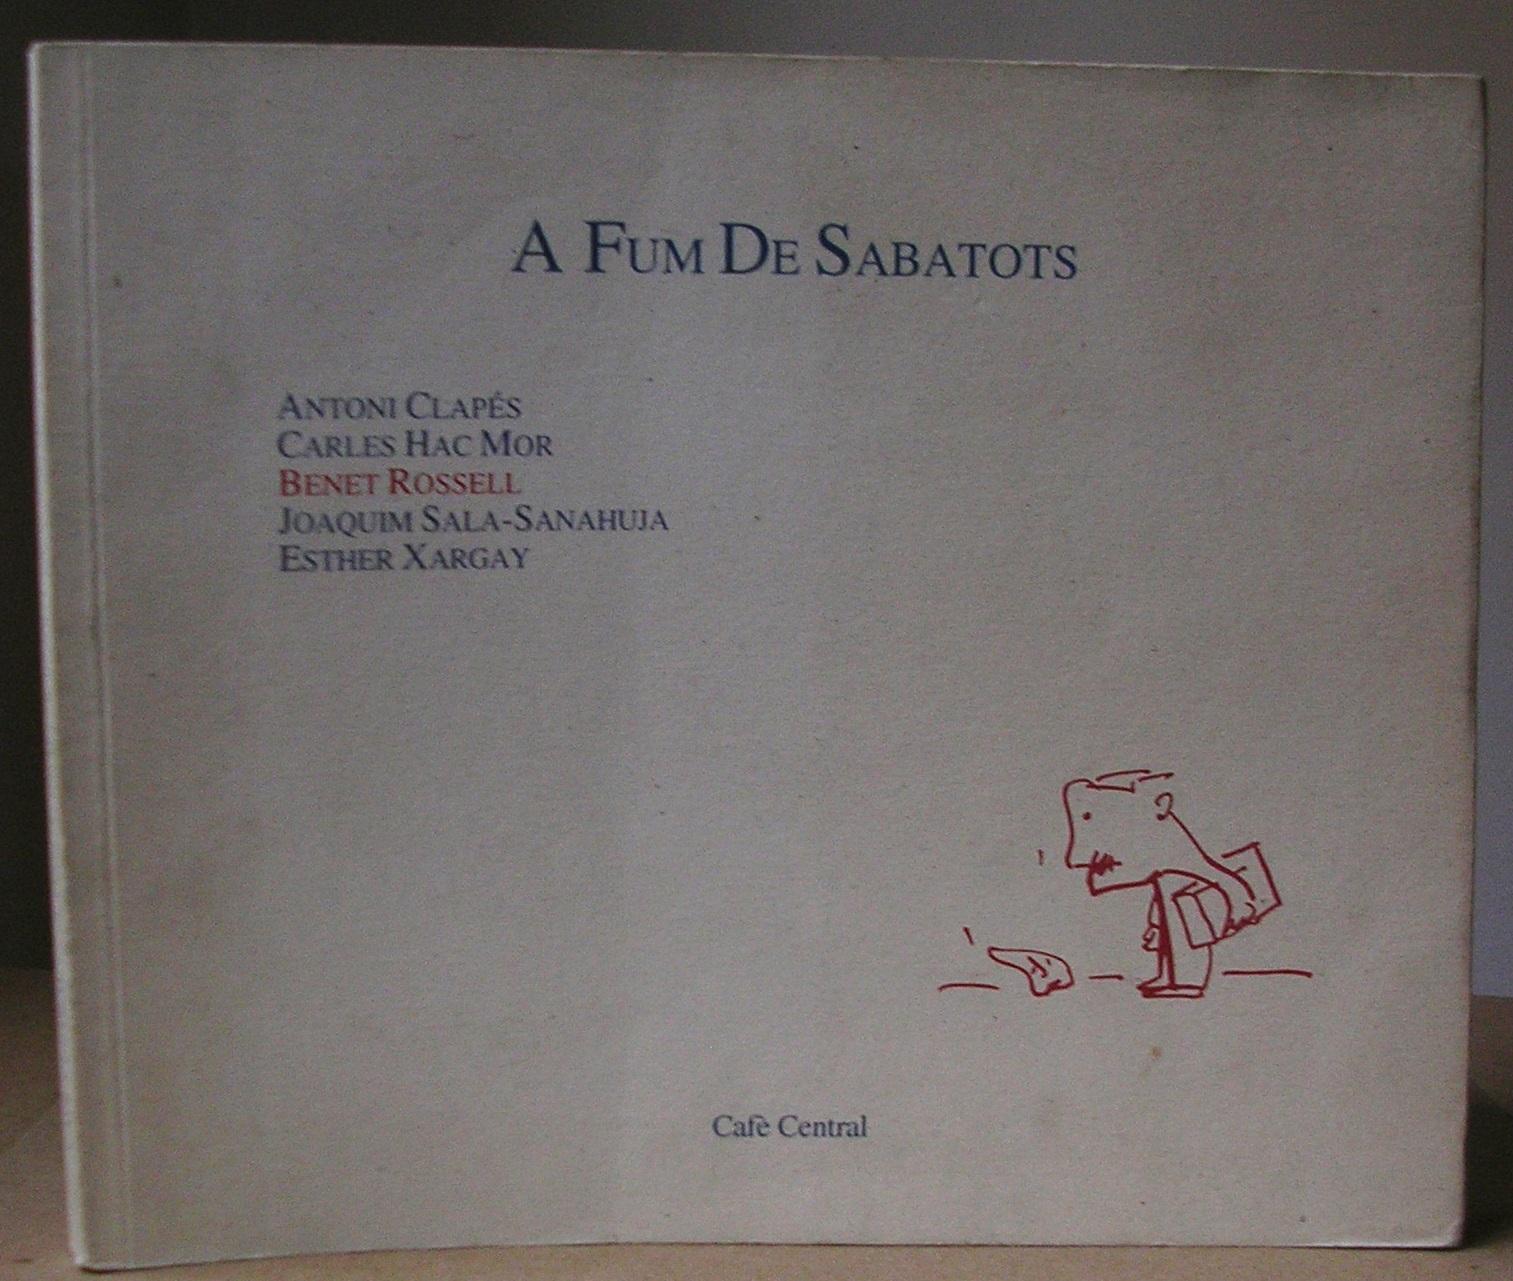 A Fum De Sabatots
Antoni Clapés
Carles Hac Mor
Benet Rossell
Joaquim Sala-Sanahuja
Esther Xargay
Cafè Central